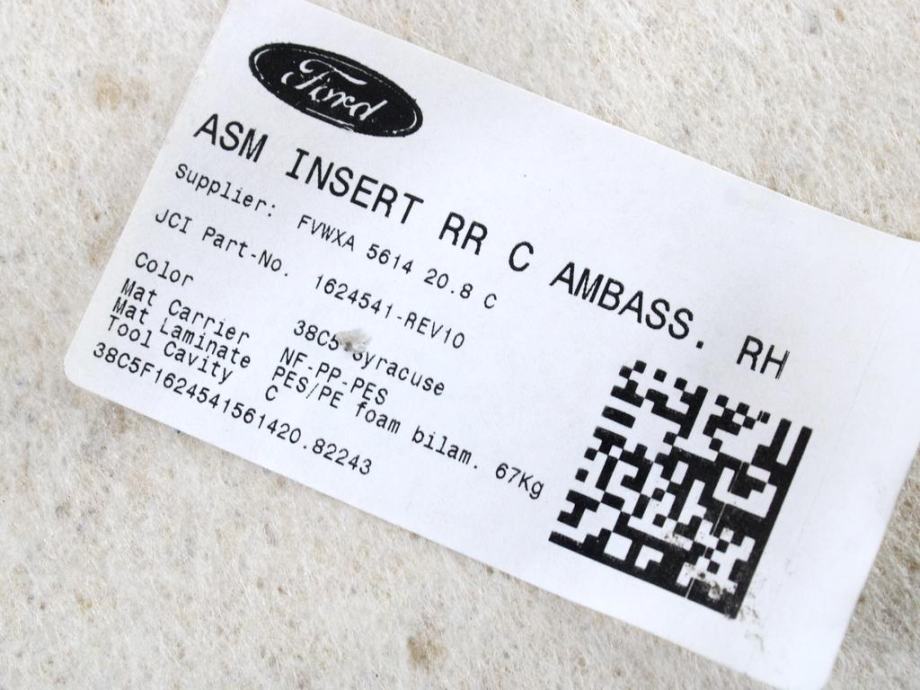 Ford
ASM INSERT RR C AMBASS. RH
Supplier: FVWXA 5614 20.8 C
JCI Part-No. 1624541-REV10
Color 38C5 Syracuse
Mat Carrier NF-PP-PES
Mat Laminate PES/PE foam bilam. 67Kg
Tool Cavity C
38C5F1624541561420.82243